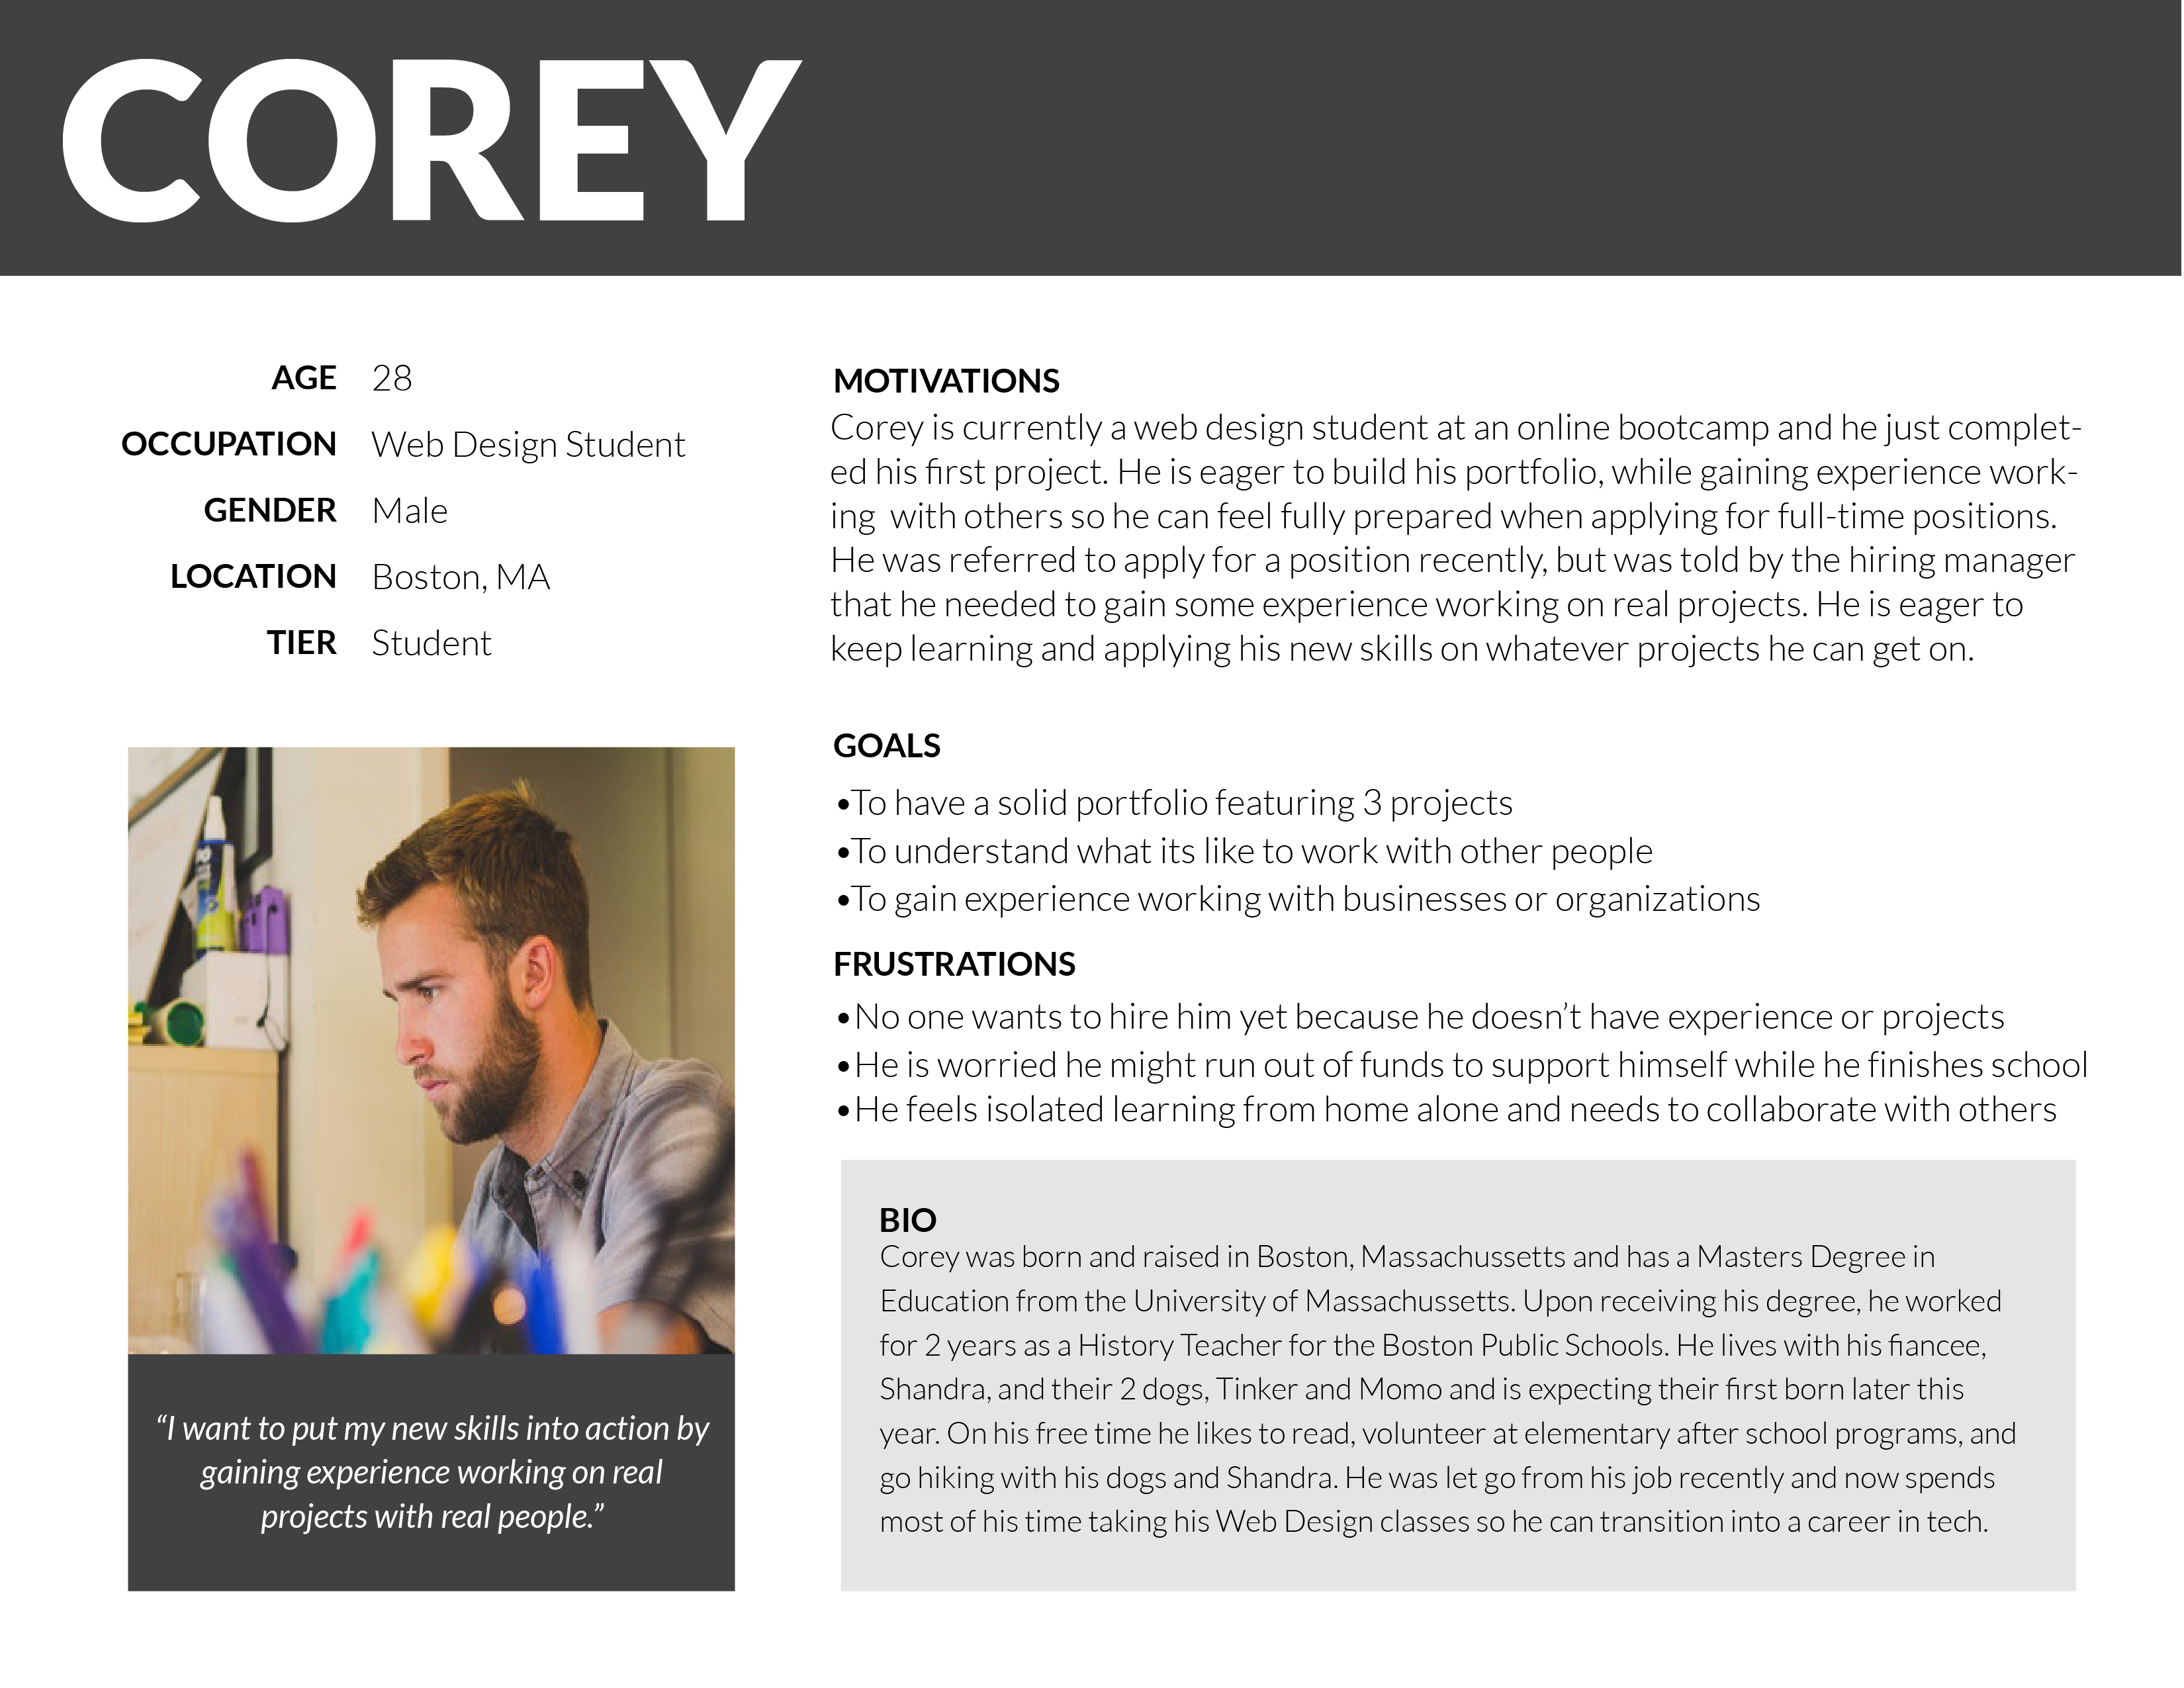 COREY
AGE 28
OCCUPATION Web Design Student
GENDER Male
LOCATION Boston, MA
TIER Student
“I want to put my new skills into action by
gaining experience working on real
projects with real people.”
MOTIVATIONS
Corey is currently a web design student at an online bootcamp and he just complet-
ed his first project. He is eager to build his portfolio, while gaining experience work-
ing  with others so he can feel fully prepared when applying for full-time positions.
He was referred to apply for a position recently, but was told by the hiring manager
that he needed to gain some experience working on real projects. He is eager to
keep learning and applying his new skills on whatever projects he can get on.
GOALS
•To have a solid portfolio featuring 3 projects
•To understand what its like to work with other people
•To gain experience working with businesses or organizations
FRUSTRATIONS
•No one wants to hire him yet because he doesn’t have experience or projects
•He is worried he might run out of funds to support himself while he finishes school
•He feels isolated learning from home alone and needs to collaborate with others
BIO
Corey was born and raised in Boston, Massachussetts and has a Masters Degree in
Education from the University of Massachussetts. Upon receiving his degree, he worked
for 2 years as a History Teacher for the Boston Public Schools. He lives with his fiancee,
Shandra, and their 2 dogs, Tinker and Momo and is expecting their first born later this
year. On his free time he likes to read, volunteer at elementary after school programs, and
go hiking with his dogs and Shandra. He was let go from his job recently and now spends
most of his time taking his Web Design classes so he can transition into a career in tech.